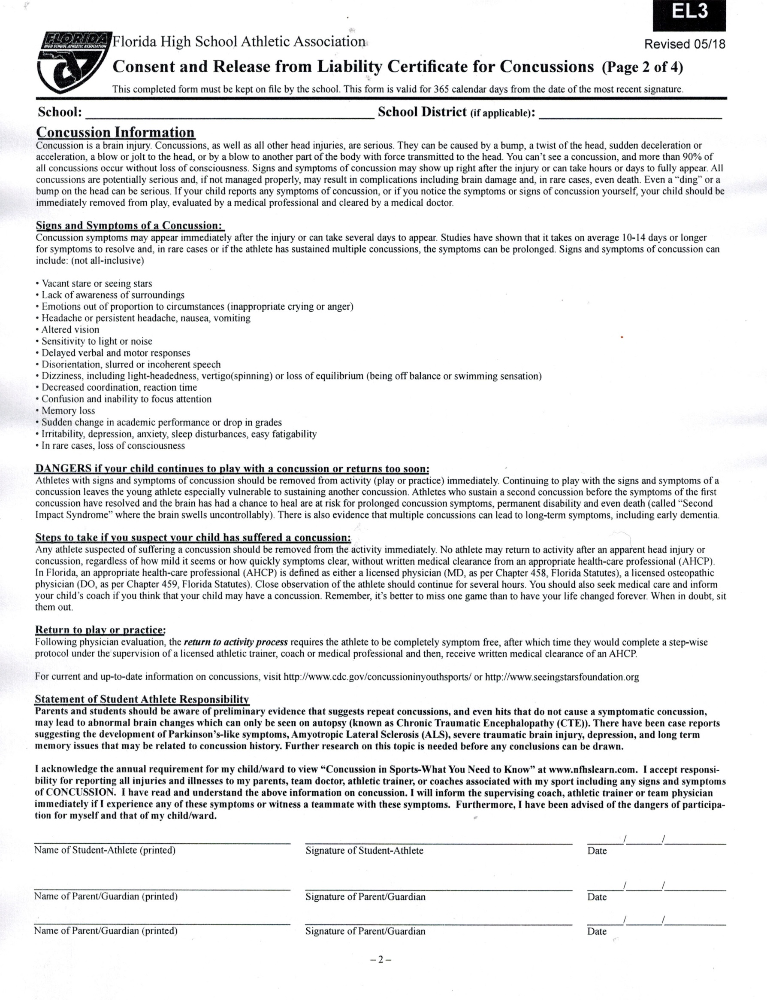 EL3
FLORIDA
HIGH SCHOOL ATHLETIC ASSOCIATION
Florida High School Athletic Association
Revised 05/18
Consent and Release from Liability Certificate for Concussions (Page 2 of 4)
This completed form must be kept on file by the school. This form is valid for 365 calendar days from the date of the most recent signature.
School: School District (if applicable):
Concussion Information
Concussion is a brain injury. Concussions, as well as all other head injuries, are serious. They can be caused by a bump, a twist of the head, sudden deceleration or
acceleration, a blow or jolt to the head, or by a blow to another part of the body with force transmitted to the head. You can’t see a concussion, and more than 90% of
all concussions occur without loss of consciousness. Signs and symptoms of concussion may show up right after the injury or can take hours or days to fully appear. All
concussions are potentially serious and, if not managed properly, may result in complications including brain damage and, in rare cases, even death. Even a “ding” or a
bump on the head can be serious. If your child reports any symptoms of concussion, or if you notice the symptoms or signs of concussion yourself, your child should be
immediately removed from play, evaluated by a medical professional and cleared by a medical doctor.
Signs and Symptoms of a Concussion:
Concussion symptoms may appear immediately after the injury or can take several days to appear. Studies have shown that it takes on average 10-14 days or longer
for symptoms to resolve and, in rare cases or if the athlete has sustained multiple concussions, the symptoms can be prolonged. Signs and symptoms of concussion can
include: (not all-inclusive)
• Vacant stare or seeing stars
• Lack of awareness of surroundings
• Emotions out of proportion to circumstances (inappropriate crying or anger)
• Headache or persistent headache, nausea, vomiting
• Altered vision
• Sensitivity to light or noise
• Delayed verbal and motor responses
• Disorientation, slurred or incoherent speech
• Dizziness, including light-headedness, vertigo(spinning) or loss of equilibrium (being off balance or swimming sensation)
• Decreased coordination, reaction time
• Confusion and inability to focus attention
• Memory loss
• Sudden change in academic performance or drop in grades
• Irritability, depression, anxiety, sleep disturbances, easy fatigability
• In rare cases, loss of consciousness
DANGERS if your child continues to play with a concussion or returns too soon:
Athletes with signs and symptoms of concussion should be removed from activity (play or practice) immediately. Continuing to play with the signs and symptoms of a
concussion leaves the young athlete especially vulnerable to sustaining another concussion. Athletes who sustain a second concussion before the symptoms of the first
concussion have resolved and the brain has had a chance to heal are at risk for prolonged concussion symptoms, permanent disability and even death (called “Second
Impact Syndrome” where the brain swells uncontrollably). There is also evidence that multiple concussions can lead to long-term symptoms, including early dementia.
Steps to take if you suspect your child has suffered a concussion:
Any athlete suspected of suffering a concussion should be removed from the activity immediately. No athlete may return to activity after an apparent head injury or
concussion, regardless of how mild it seems or how quickly symptoms clear, without written medical clearance from an appropriate health-care professional (AHCP).
In Florida, an appropriate health-care professional (AHCP) is defined as either a licensed physician (MD, as per Chapter 458, Florida Statutes), a licensed osteopathic
physician (DO, as per Chapter 459, Florida Statutes). Close observation of the athlete should continue for several hours. You should also seek medical care and inform
your child’s coach if you think that your child may have a concussion. Remember, it’s better to miss one game than to have your life changed forever. When in doubt, sit
them out.
Return to play or practice:
Following physician evaluation, the return to activity process requires the athlete to be completely symptom free, after which time they would complete a step-wise
protocol under the supervision of a licensed athletic trainer, coach or medical professional and then, receive written medical clearance of an AHCP.
For current and up-to-date information on concussions, visit http://www.cdc.gov/concussioninyouthsports/ or http://www.seeingstarsfoundation.org
Statement of Student Athlete Responsibility
Parents and students should be aware of preliminary evidence that suggests repeat concussions, and even hits that do not cause a symptomatic concussion,
may lead to abnormal brain changes which can only be seen on autopsy (known as Chronic Traumatic Encephalopathy (CTE)). There have been case reports
suggesting the development of Parkinson’s-like symptoms, Amyotropic Lateral Sclerosis (ALS), severe traumatic brain injury, depression, and long term
memory issues that may be related to concussion history. Further research on this topic is needed before any conclusions can be drawn.
I acknowledge the annual requirement for my child/ward to view “Concussion in Sports-What You Need to Know” at www.nfhslearn.com. I accept responsi-
bility for reporting all injuries and illnesses to my parents, team doctor, athletic trainer, or coaches associated with my sport including any signs and symptoms
of CONCUSSION. I have read and understand the above information on concussion. I will inform the supervising coach, athletic trainer or team physician
immediately if I experience any of these symptoms or witness a teammate with these symptoms. Furthermore, I have been advised of the dangers of participa-
tion for myself and that of my child/ward.
/ /
Name of Student-Athlete (printed) Signature of Student-Athlete Date
/ /
Name of Parent/Guardian (printed) Signature of Parent/Guardian Date
/ /
Name of Parent/Guardian (printed) Signature of Parent/Guardian Date
– 2 –